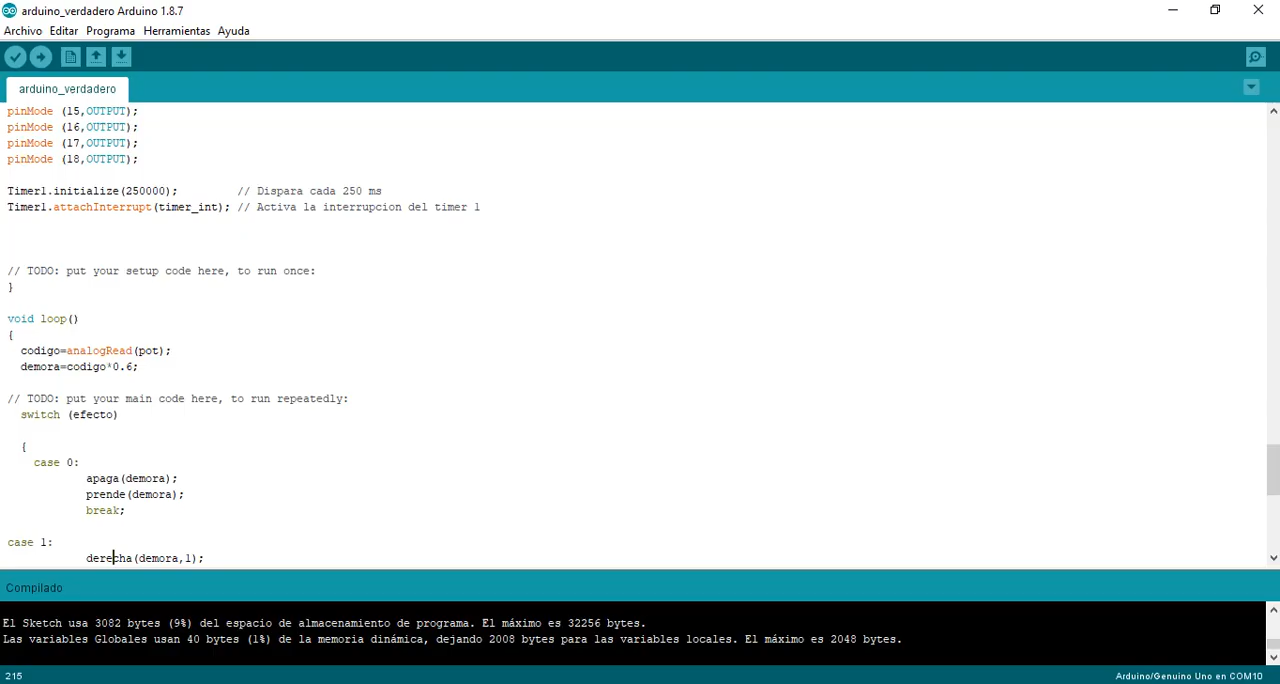 arduino_verdadero Arduino 1.8.7
Archivo Editar Programa Herramientas Ayuda
arduino_verdadero
pinMode (15,OUTPUT);
pinMode (16,OUTPUT);
pinMode (17,OUTPUT);
pinMode (18,OUTPUT);
Timer1.initialize(250000); // Dispara cada 250 ms
Timer1.attachInterrupt(timer_int); // Activa la interrupcion del timer 1
// TODO: put your setup code here, to run once:
}
void loop()
{
codigo=analogRead(pot);
demora=codigo*0.6;
// TODO: put your main code here, to run repeatedly:
switch (efecto)
{
case 0:
apaga(demora);
prende(demora);
break;
case 1:
derecha(demora,1);
Compilado
El Sketch usa 3082 bytes (9%) del espacio de almacenamiento de programa. El máximo es 32256 bytes.
Las variables Globales usan 40 bytes (1%) de la memoria dinámica, dejando 2008 bytes para las variables locales. El máximo es 2048 bytes.
215
Arduino/Genuino Uno en COM10